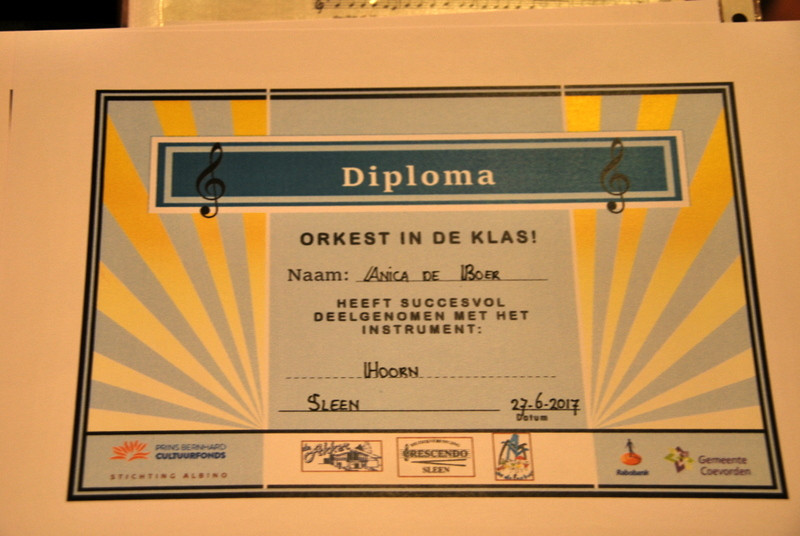 Diploma
ORKEST IN DE KLAS!
Naam: Anica de Boer
HEEFT SUCCESVOL
DEELGENOMEN MET HET
INSTRUMENT:
Hoorn
Sleen 27-6-2017
Datum
PRINS BERNHARD
CULTUURFONDS
STICHTING ALBINO
CRESCENDO
SLEEN
Rabobank
Gemeente
Coevorden